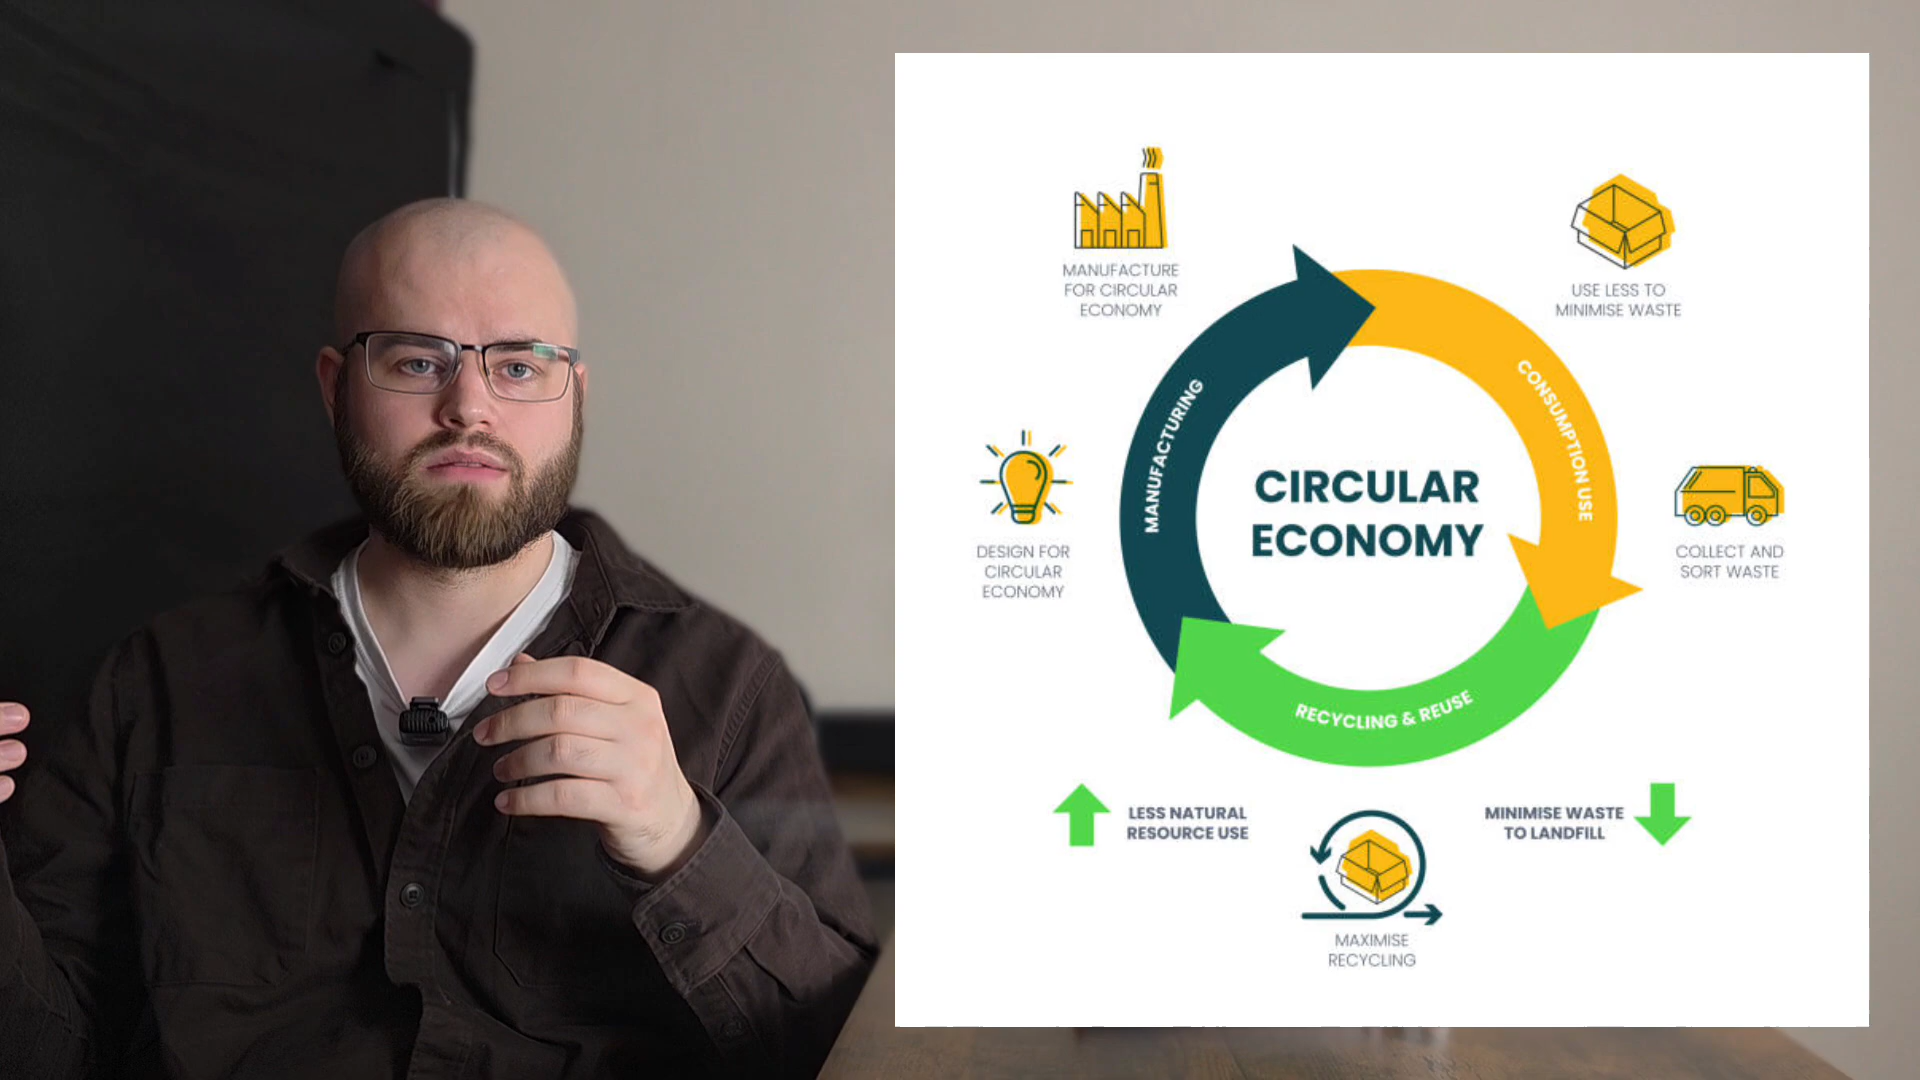 MANUFACTURE
FOR CIRCULAR
ECONOMY
USE LESS TO
MINIMISE WASTE
MANUFACTURING
CONSUMPTION USE
CIRCULAR
ECONOMY
DESIGN FOR
CIRCULAR
ECONOMY
COLLECT AND
SORT WASTE
RECYCLING & REUSE
LESS NATURAL
RESOURCE USE
MINIMISE WASTE
TO LANDFILL
MAXIMISE
RECYCLING